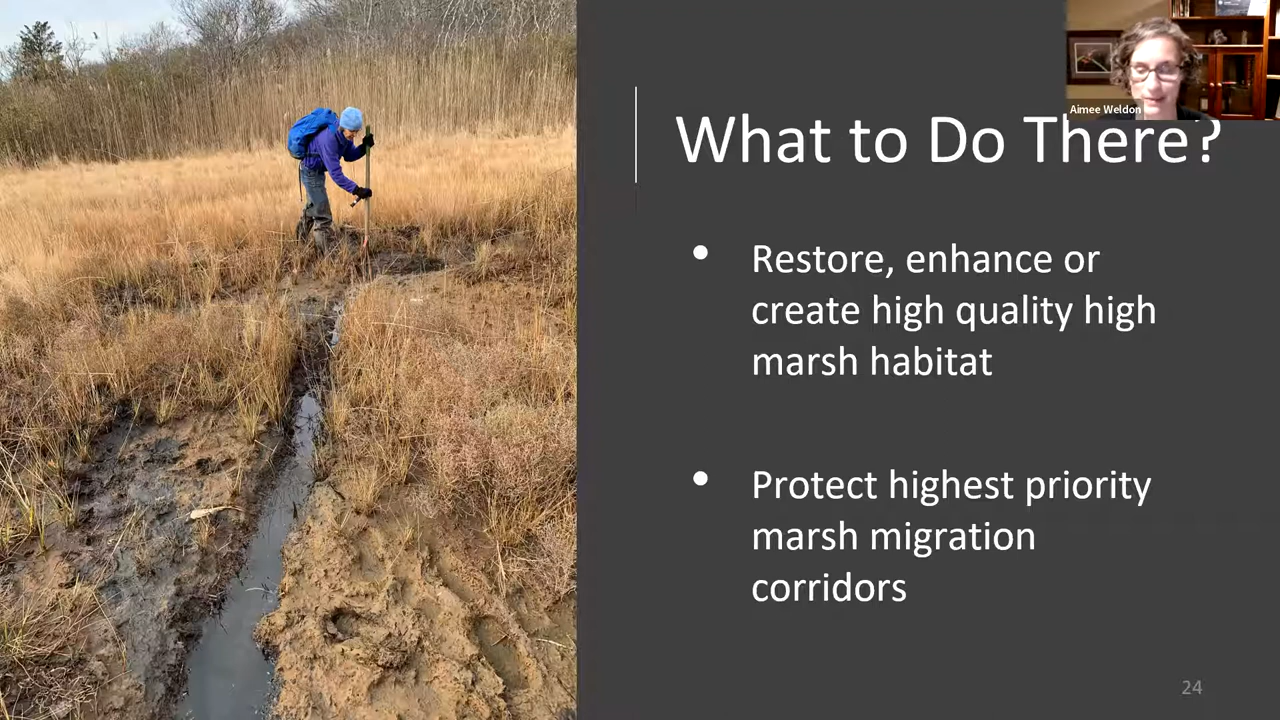 Aimee Weldon
What to Do There?
• Restore, enhance or
create high quality high
marsh habitat
• Protect highest priority
marsh migration
corridors
24